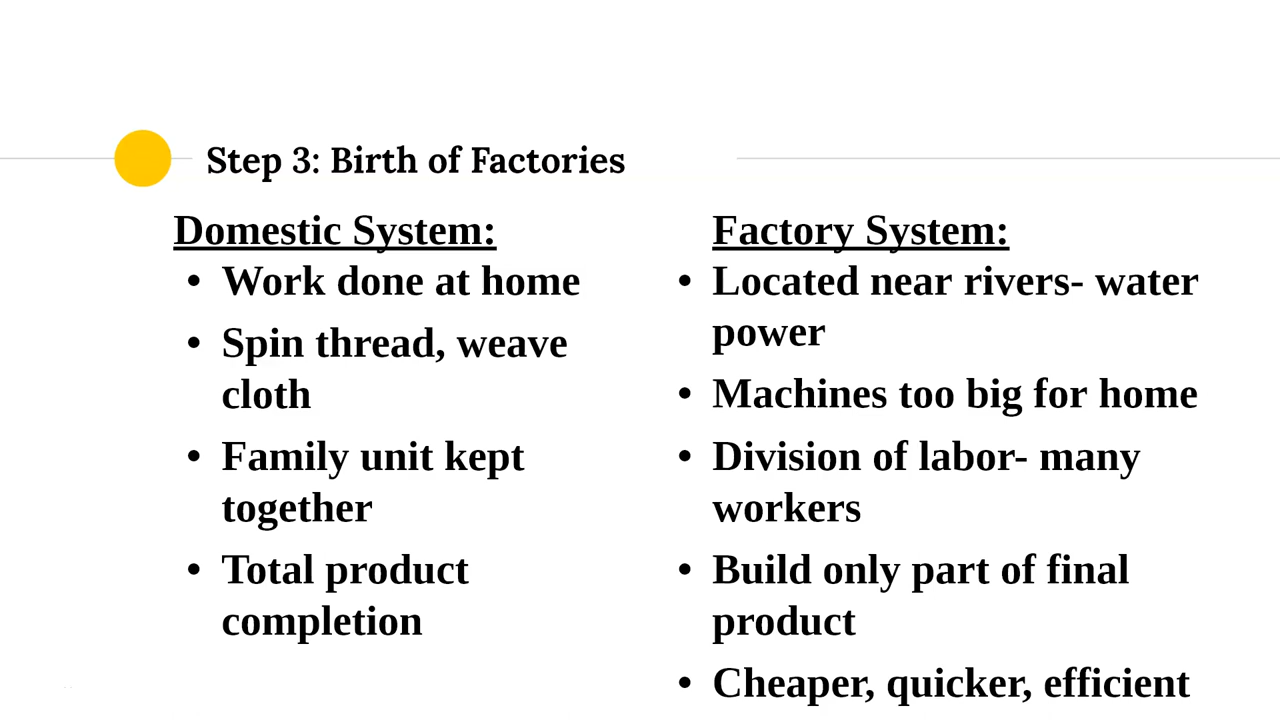 Step 3: Birth of Factories
Domestic System:
• Work done at home
• Spin thread, weave
cloth
• Family unit kept
together
• Total product
completion
Factory System:
• Located near rivers- water
power
• Machines too big for home
• Division of labor- many
workers
• Build only part of final
product
• Cheaper, quicker, efficient